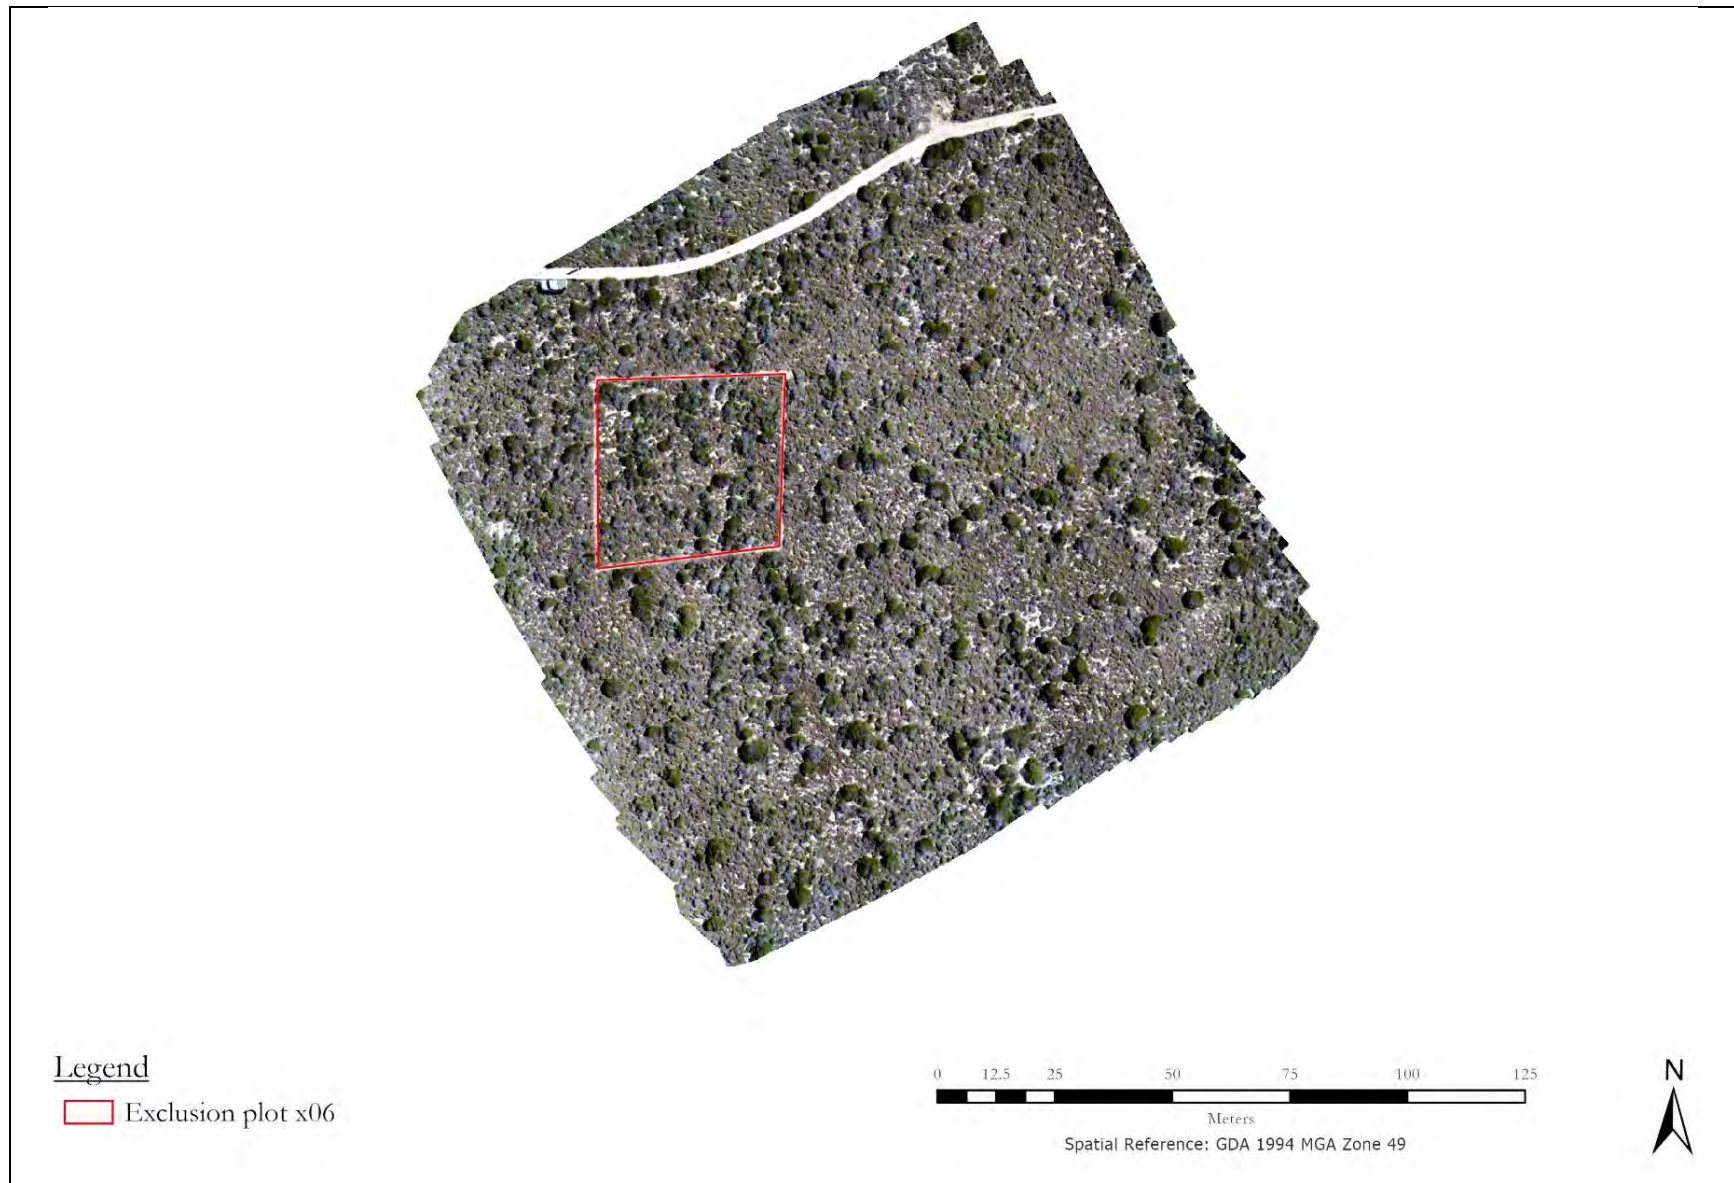 Legend
Exclusion plot x06
0 12.5 25 50 75 100 125
Meters
Spatial Reference: GDA 1994 MGA Zone 49
N